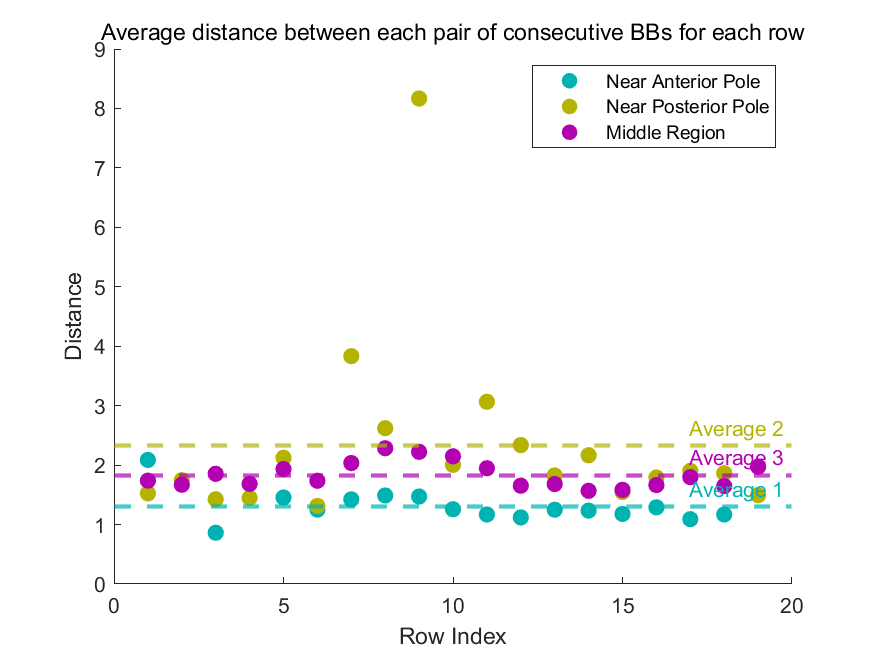 Average distance between each pair of consecutive BBs for each row
9
8
7
6
5
4
3
2
1
0
Distance
Near Anterior Pole
Near Posterior Pole
Middle Region
Average 2
Average 3
Average 1
0
5
10
15
20
Row Index